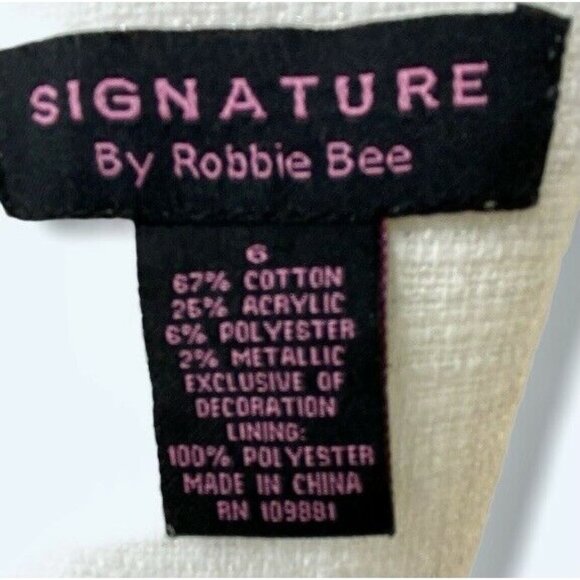 SIGNATURE
By Robbie Bee
6
67% COTTON
25% ACRYLIC
6% POLYESTER
2% METALLIC
EXCLUSIVE OF
DECORATION
LINING:
100% POLYESTER
MADE IN CHINA
RN 109881